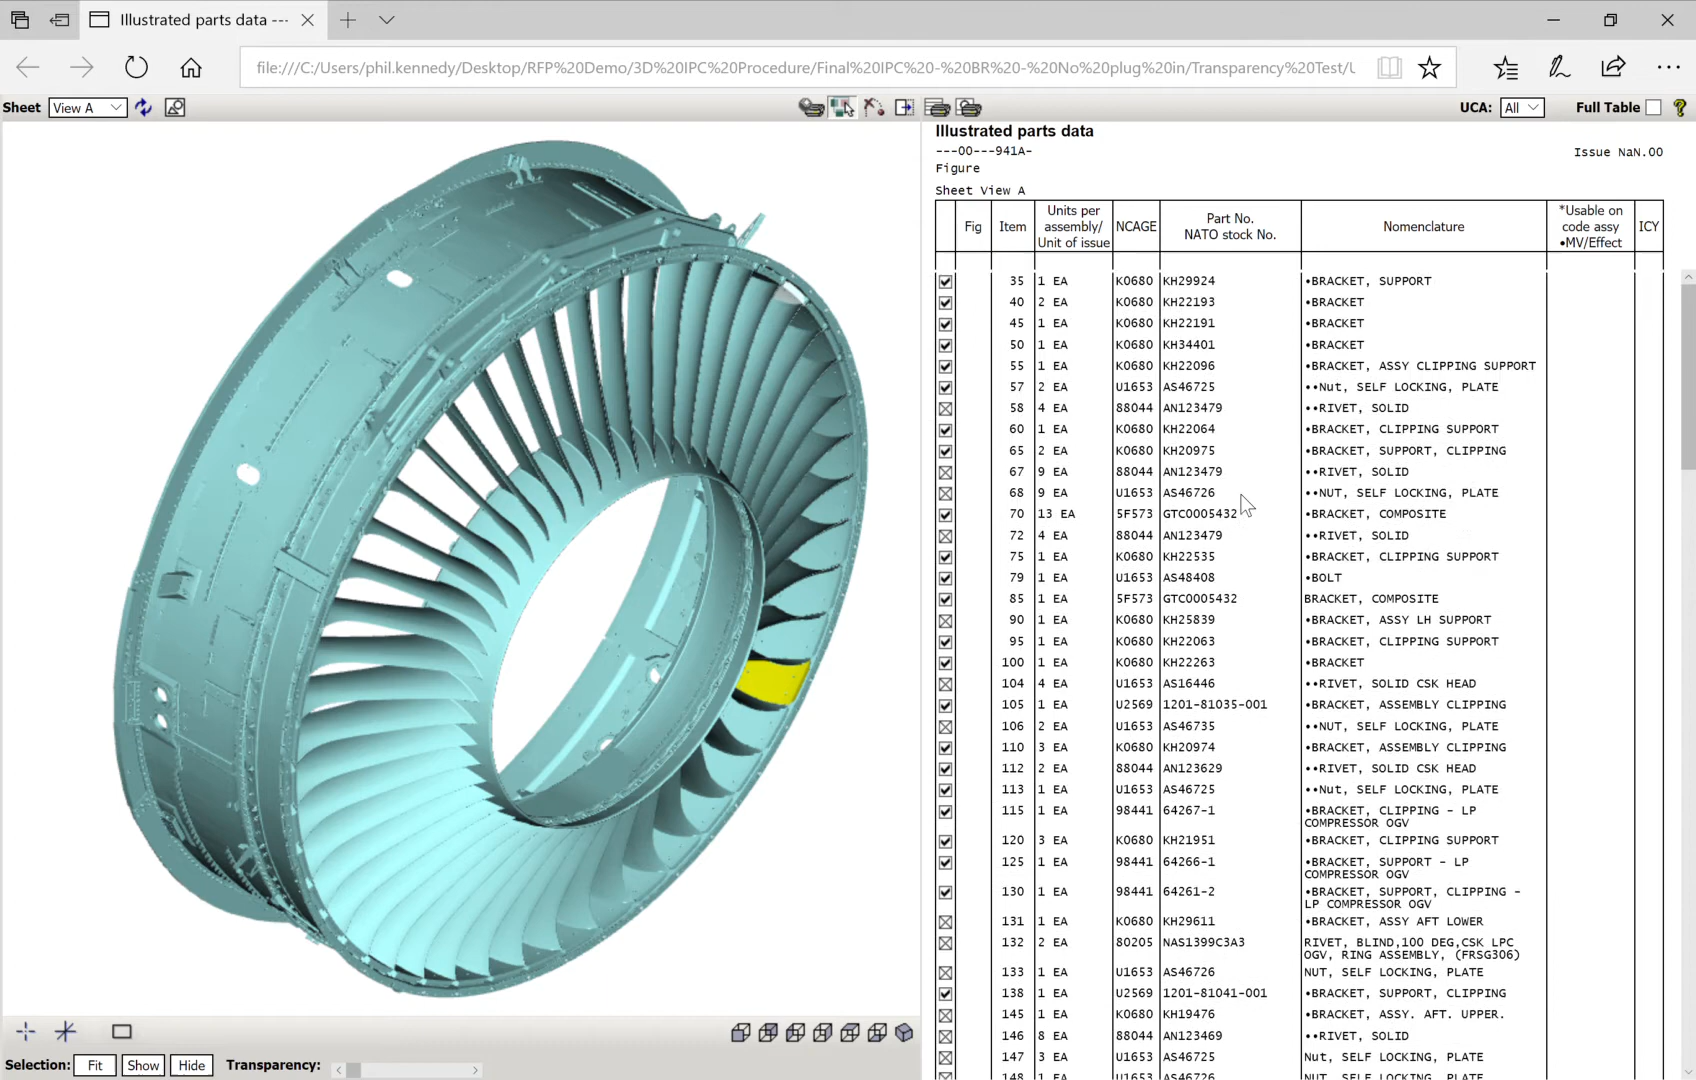 Illustrated parts data ---
file:///C:/Users/phil.kennedy/Desktop/RFP%20Demo/3D%20IPC%20Procedure/Final%20IPC%20-%20BR%20-%20No%20plug%20in/Transparency%20Test/U
Sheet View A UCA: All Full Table ?
Illustrated parts data
---00---941A- Issue NaN.00
Figure
Sheet View A
Fig Item Units per assembly/ Unit of issue NCAGE Part No. NATO stock No. Nomenclature *Usable on code assy •MV/Effect ICY
35 1 EA K0680 KH29924 •BRACKET, SUPPORT
40 2 EA K0680 KH22193 •BRACKET
45 1 EA K0680 KH22191 •BRACKET
50 1 EA K0680 KH34401 •BRACKET
55 1 EA K0680 KH22096 •BRACKET, ASSY CLIPPING SUPPORT
57 2 EA U1653 AS46725 ••Nut, SELF LOCKING, PLATE
58 4 EA 88044 AN123479 ••RIVET, SOLID
60 1 EA K0680 KH22064 •BRACKET, CLIPPING SUPPORT
65 2 EA K0680 KH20975 •BRACKET, SUPPORT, CLIPPING
67 9 EA 88044 AN123479 ••RIVET, SOLID
68 9 EA U1653 AS46726 ••NUT, SELF LOCKING, PLATE
70 13 EA 5F573 GTC0005432 •BRACKET, COMPOSITE
72 4 EA 88044 AN123479 ••RIVET, SOLID
75 1 EA K0680 KH22535 •BRACKET, CLIPPING SUPPORT
79 1 EA U1653 AS48408 •BOLT
85 1 EA 5F573 GTC0005432 BRACKET, COMPOSITE
90 1 EA K0680 KH25839 •BRACKET, ASSY LH SUPPORT
95 1 EA K0680 KH22063 •BRACKET, CLIPPING SUPPORT
100 1 EA K0680 KH22263 •BRACKET
104 4 EA U1653 AS16446 ••RIVET, SOLID CSK HEAD
105 1 EA U2569 1201-81035-001 •BRACKET, ASSEMBLY CLIPPING
106 2 EA U1653 AS46735 ••NUT, SELF LOCKING, PLATE
110 3 EA K0680 KH20974 •BRACKET, ASSEMBLY CLIPPING
112 2 EA 88044 AN123629 ••RIVET, SOLID CSK HEAD
113 1 EA U1653 AS46725 ••Nut, SELF LOCKING, PLATE
115 1 EA 98441 64267-1 •BRACKET, CLIPPING - LP
COMPRESSOR OGV
120 3 EA K0680 KH21951 •BRACKET, CLIPPING SUPPORT
125 1 EA 98441 64266-1 •BRACKET, SUPPORT - LP
COMPRESSOR OGV
130 1 EA 98441 64261-2 •BRACKET, SUPPORT, CLIPPING -
LP COMPRESSOR OGV
131 1 EA K0680 KH29611 •BRACKET, ASSY AFT LOWER
132 2 EA 80205 NAS1399C3A3 RIVET, BLIND,100 DEG,CSK LPC
OGV, RING ASSEMBLY, (FRSG306)
133 1 EA U1653 AS46726 NUT, SELF LOCKING, PLATE
138 1 EA U2569 1201-81041-001 •BRACKET, SUPPORT, CLIPPING
145 1 EA K0680 KH19476 •BRACKET, ASSY. AFT. UPPER.
146 8 EA 88044 AN123469 ••RIVET, SOLID
147 3 EA U1653 AS46725 Nut, SELF LOCKING, PLATE
148 1 EA U1653 AS46726 NUT, SELF LOCKING, PLATE
Selection: Fit Show Hide Transparency: